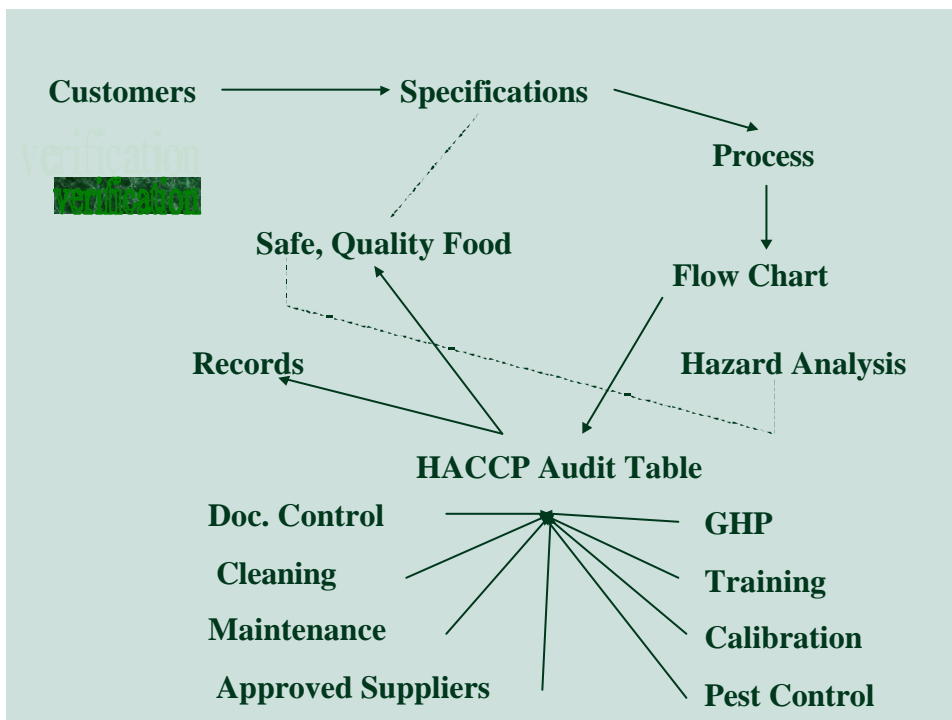 Customers
Specifications
Process
verification
verification
Safe, Quality Food
Flow Chart
Records
Hazard Analysis
HACCP Audit Table
Doc. Control
GHP
Cleaning
Training
Maintenance
Calibration
Approved Suppliers
Pest Control